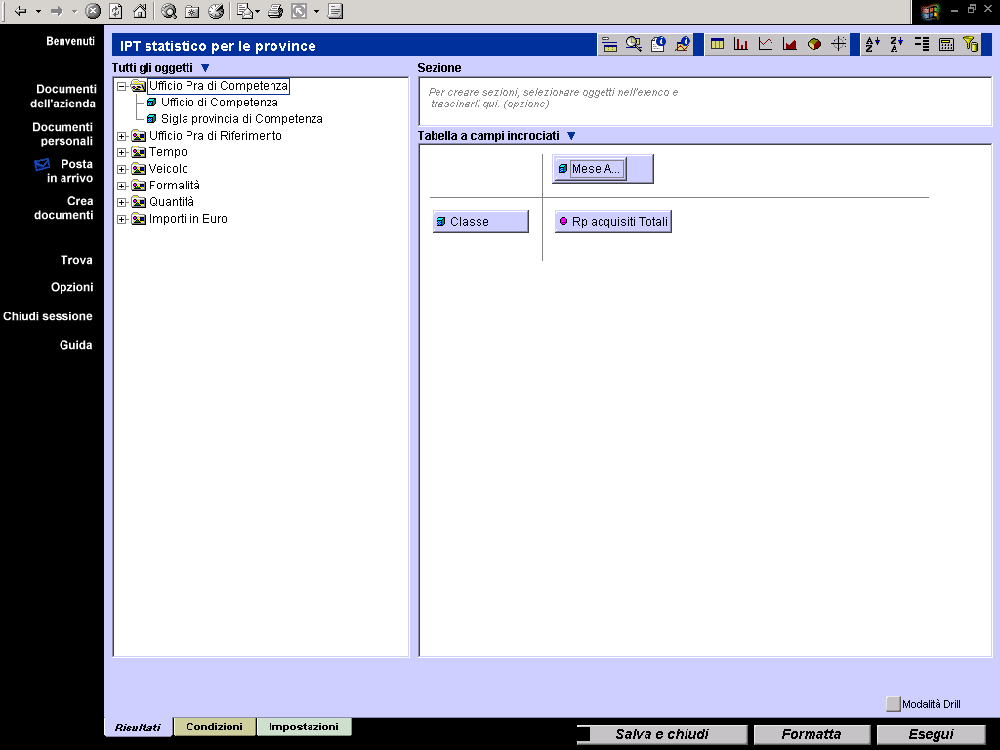 Benvenuti
Documenti
dell'azienda
Documenti
personali
Posta
in arrivo
Crea
documenti
Trova
Opzioni
Chiudi sessione
Guida
IPT statistico per le province
Tutti gli oggetti
Ufficio Pra di Competenza
Ufficio di Competenza
Sigla provincia di Competenza
Ufficio Pra di Riferimento
Tempo
Veicolo
Formalità
Quantità
Importi in Euro
Sezione
Per creare sezioni, selezionare oggetti nell'elenco e
trascinarli qui. (opzione)
Tabella a campi incrociati
Mese A...
Classe
Rp acquisiti Totali
Modalità Drill
Risultati
Condizioni
Impostazioni
Salva e chiudi
Formatta
Esegui